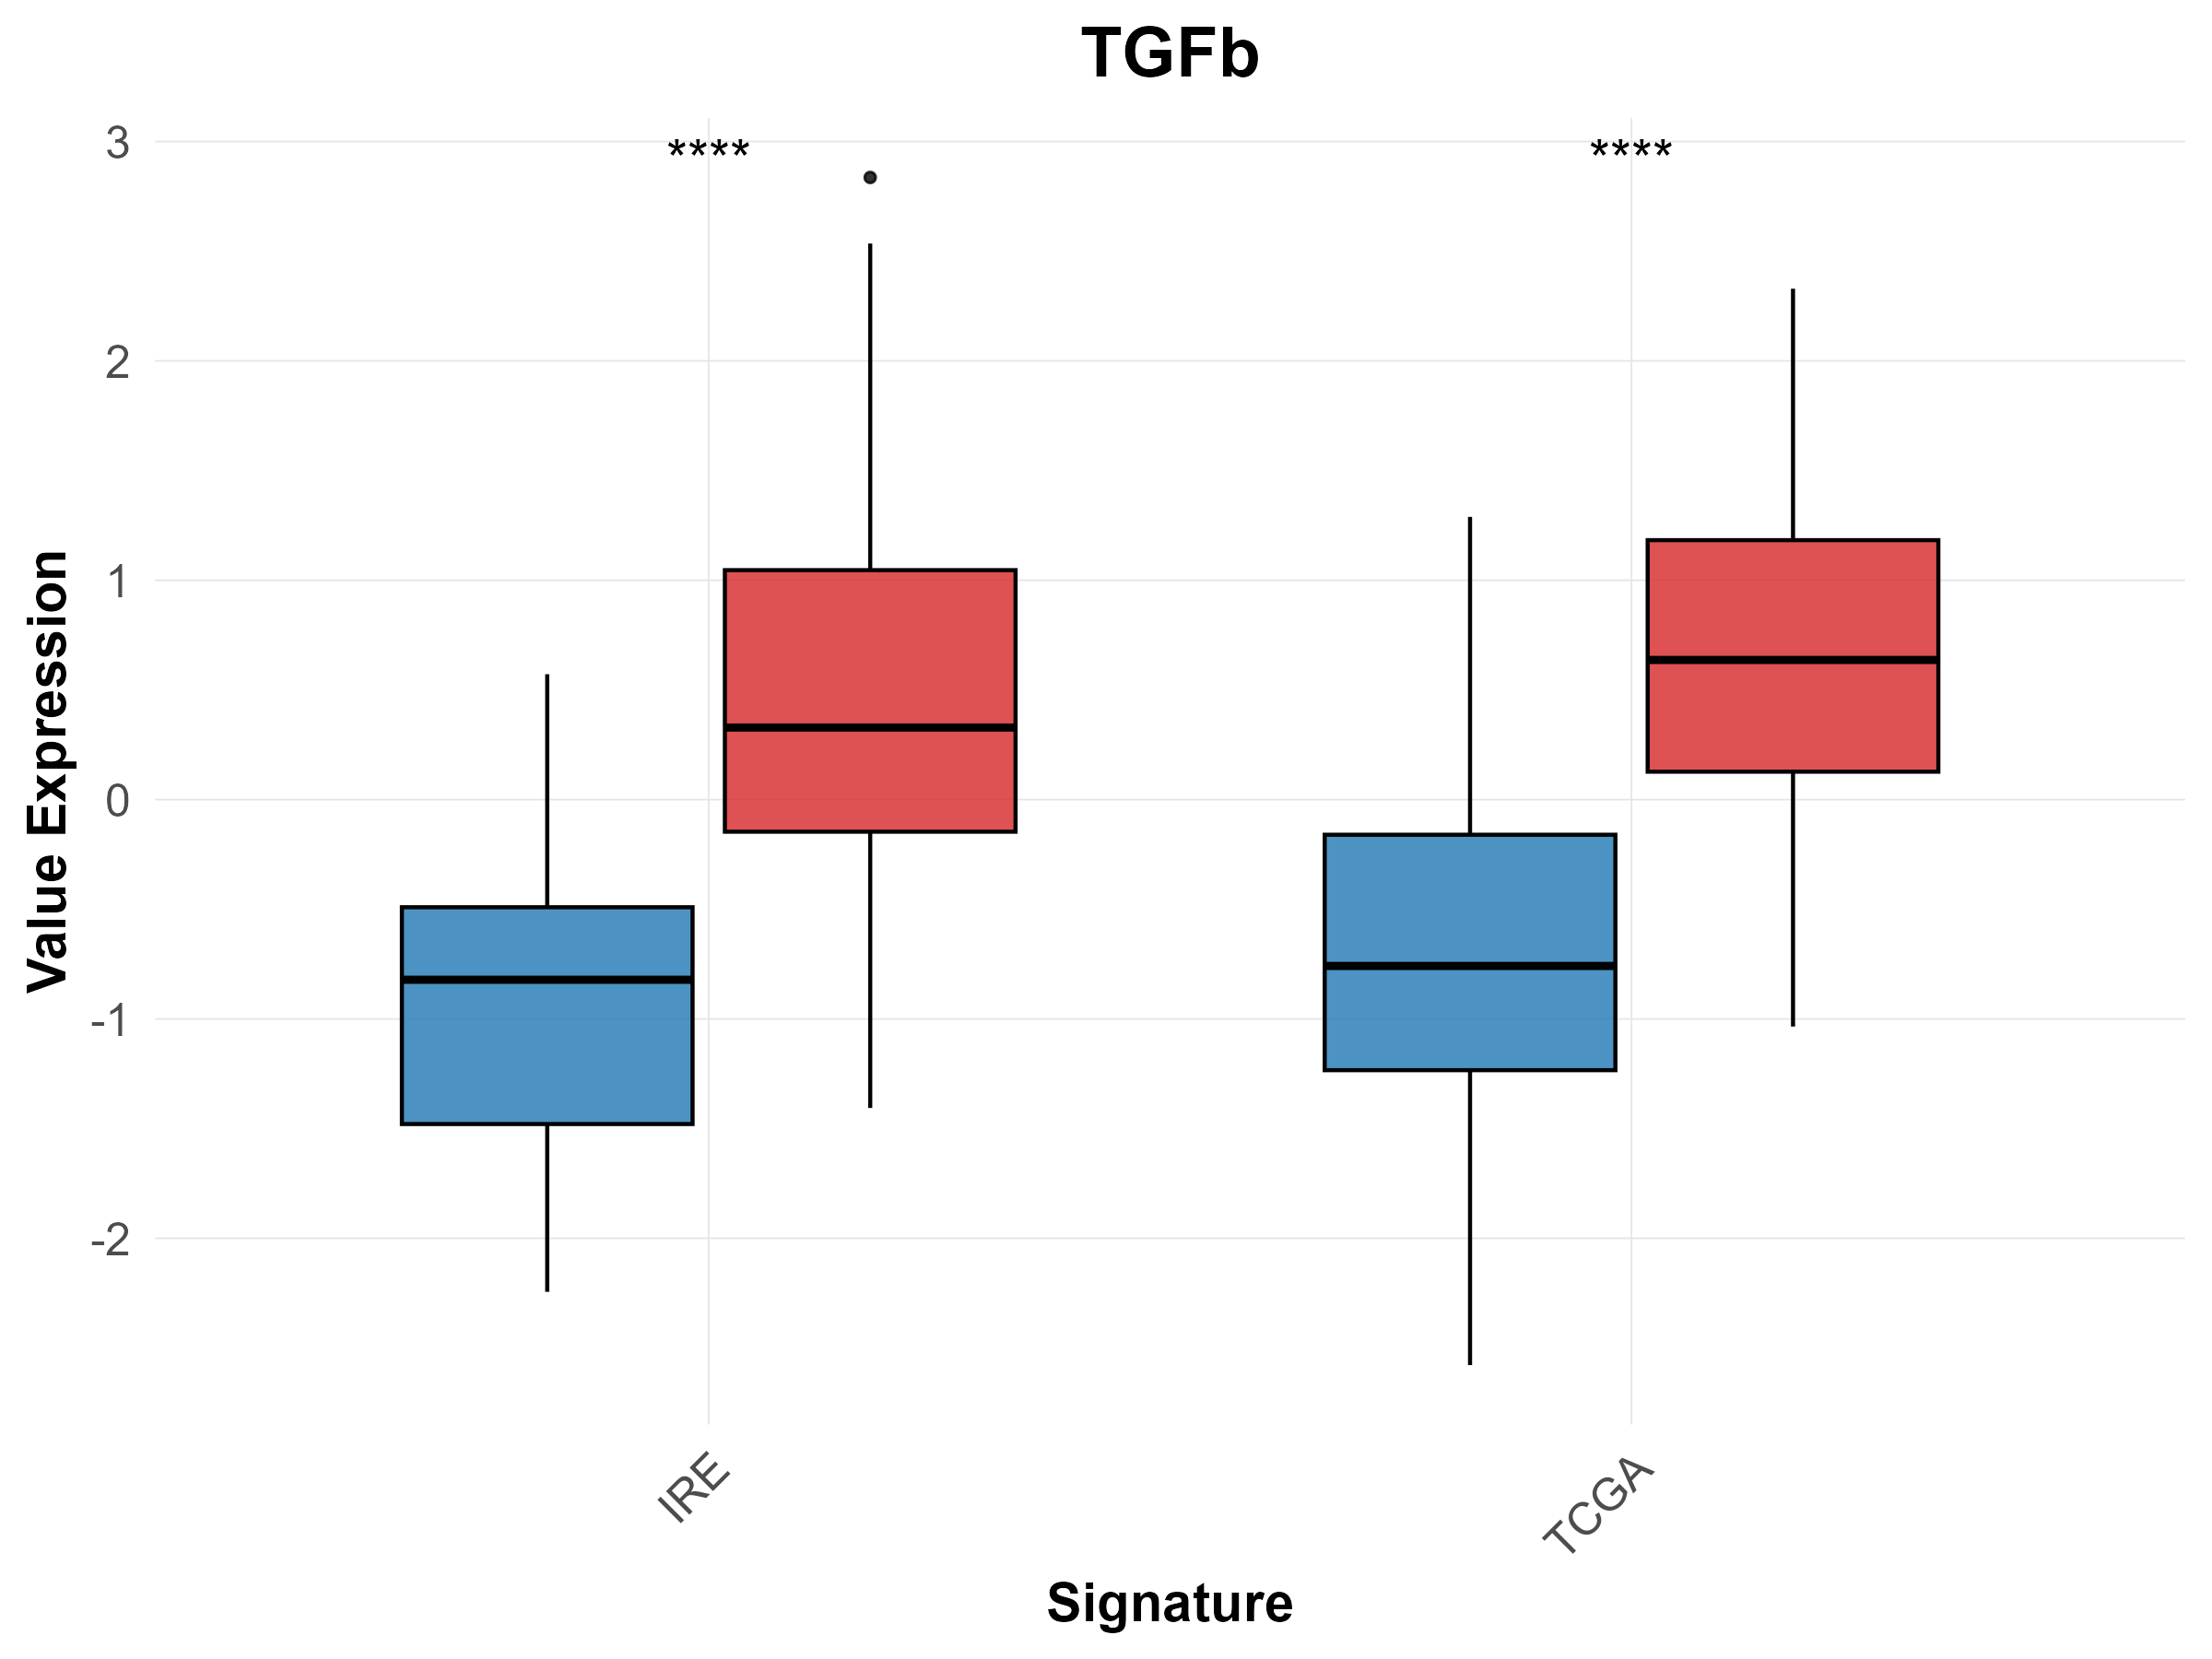 TGFb
3
****
****
2
1
0
-1
-2
Value Expression
IRE
TCGA
Signature